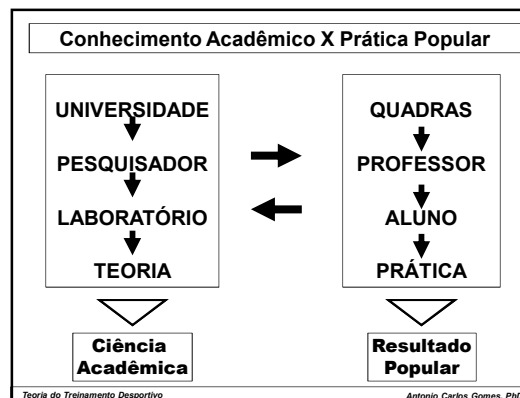 Conhecimento Acadêmico X Prática Popular
UNIVERSIDADE
PESQUISADOR
LABORATÓRIO
TEORIA
Ciência
Acadêmica
QUADRAS
PROFESSOR
ALUNO
PRÁTICA
Resultado
Popular
Teoria do Treinamento Desportivo
Antonio Carlos Gomes, PhD